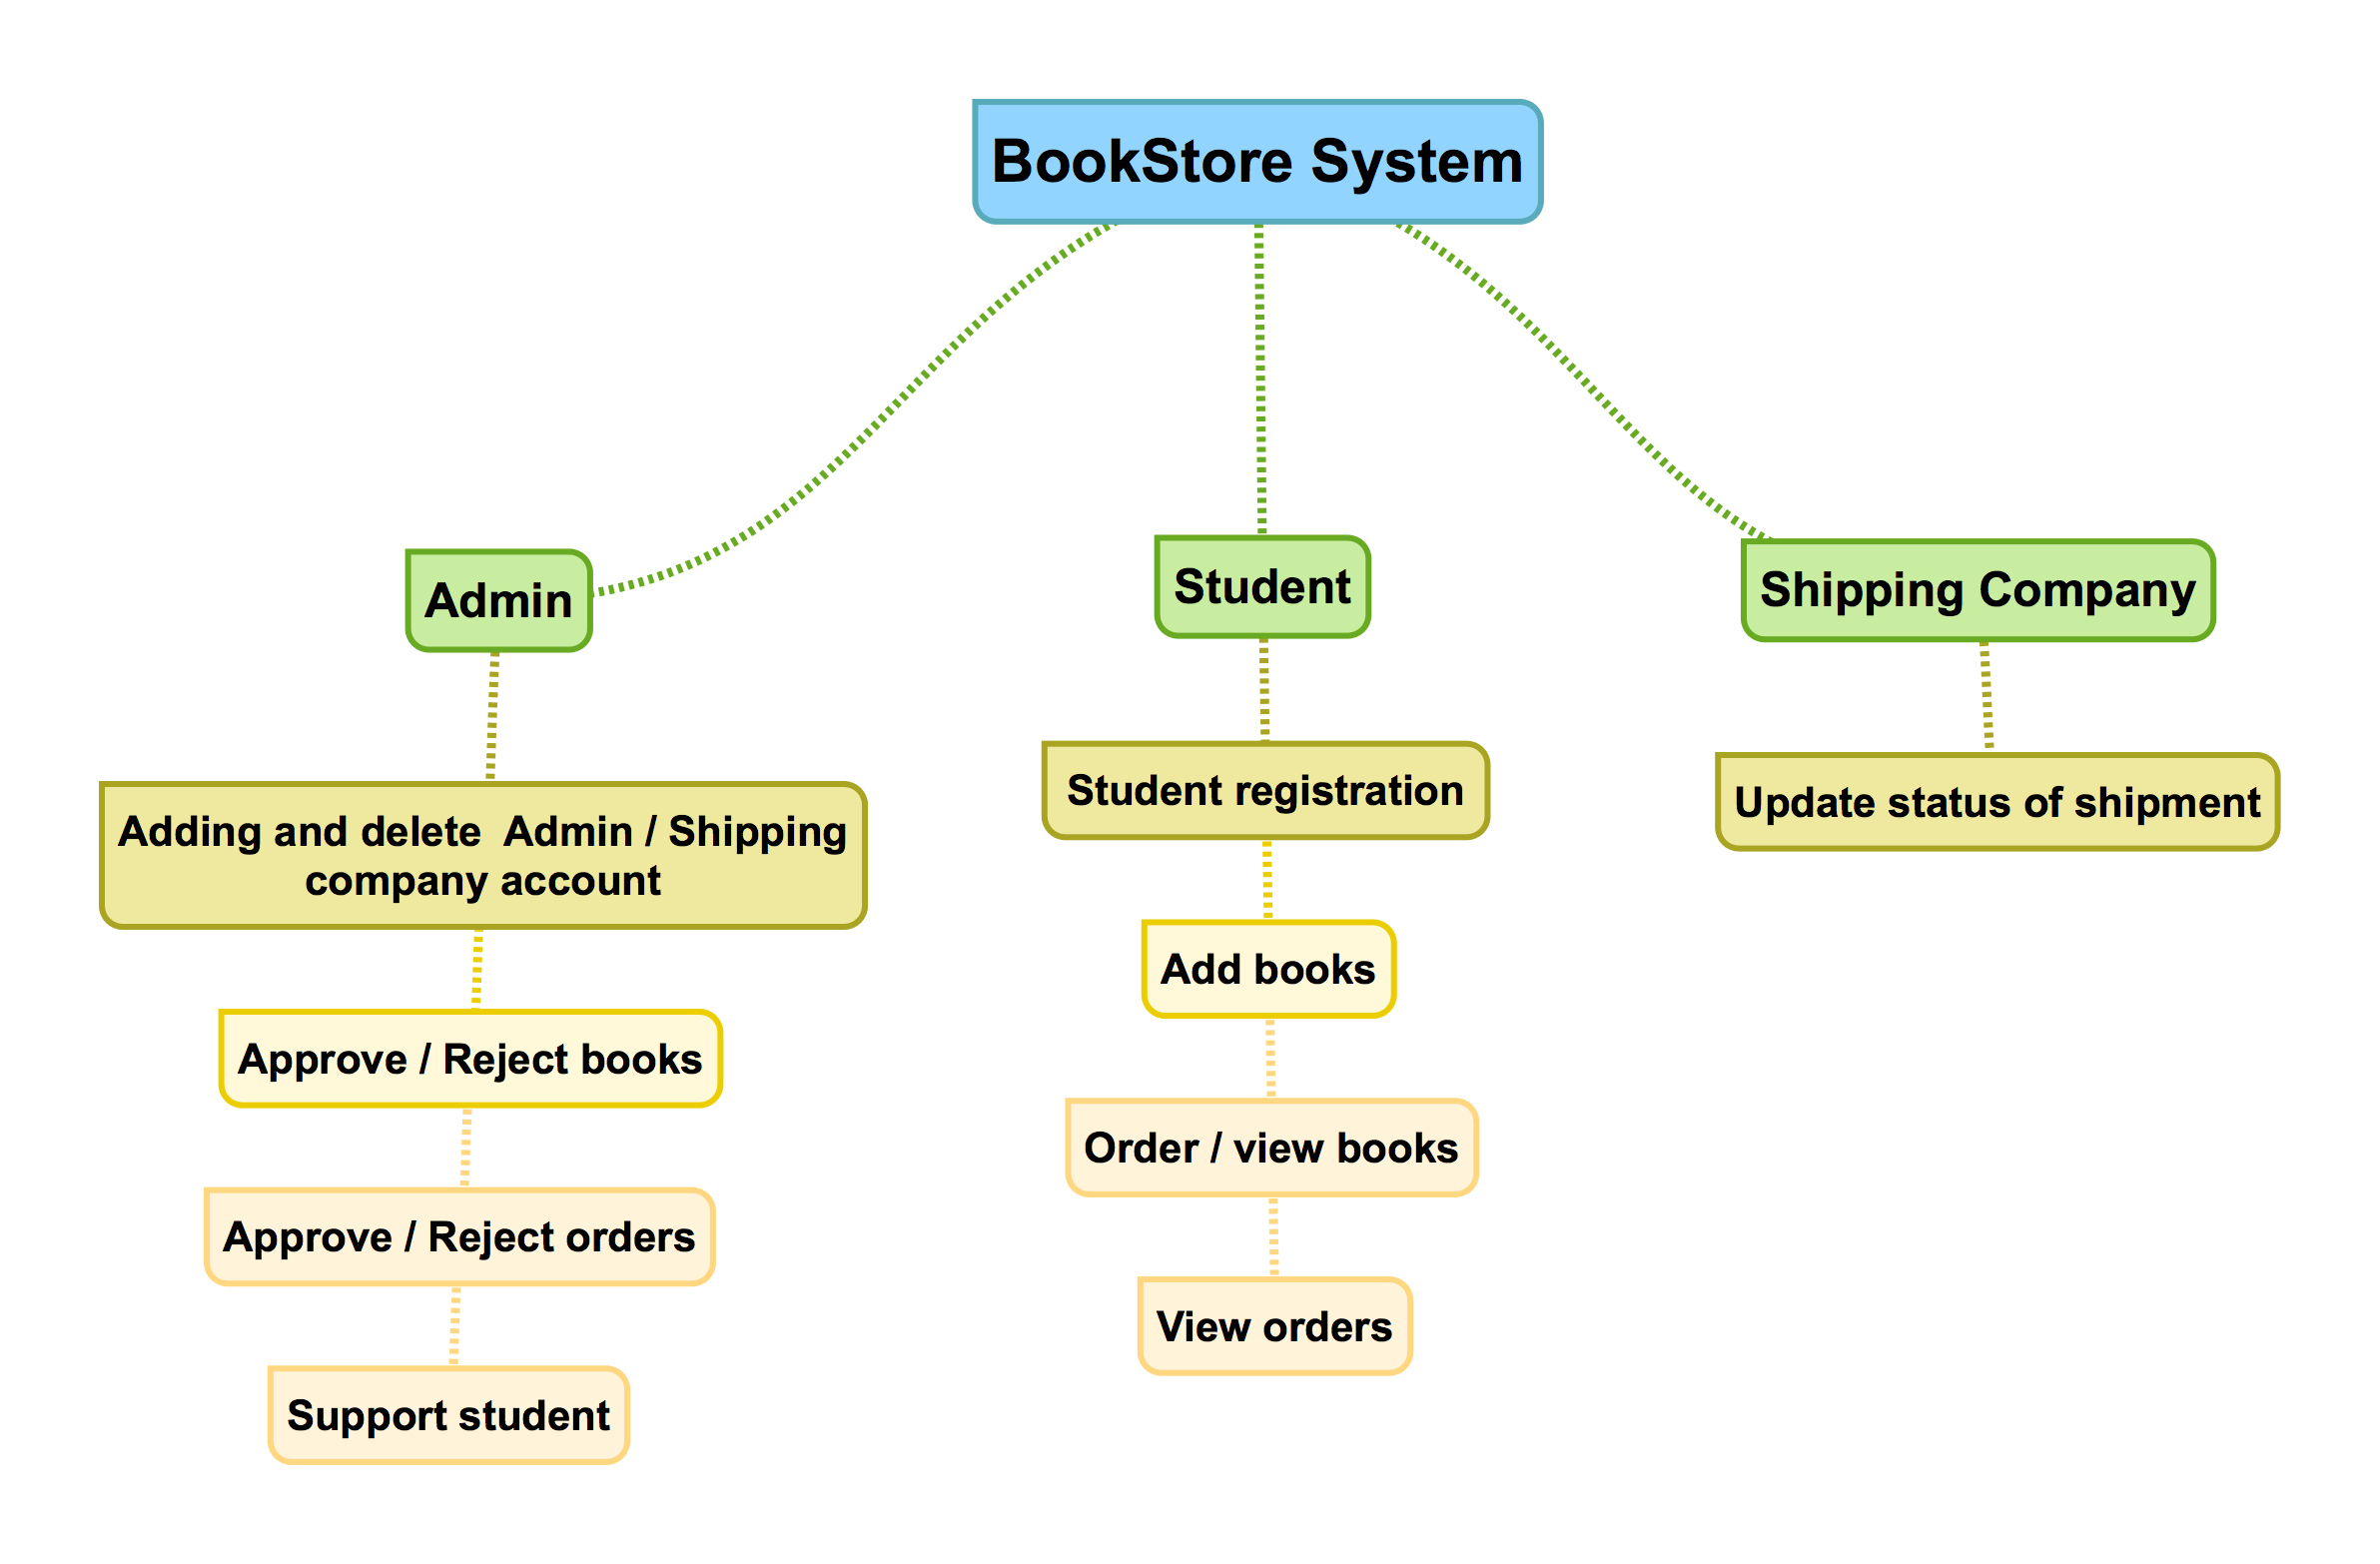 BookStore System
Admin
Student
Shipping Company
Adding and delete  Admin / Shipping
company account
Approve / Reject books
Approve / Reject orders
Support student
Student registration
Add books
Order / view books
View orders
Update status of shipment